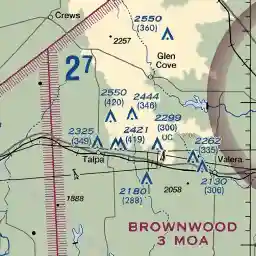 Crews
2550
(360)
2257
Glen
Cove
27
2550
(420)
2444
(346)
2299
(300)
UC
2325
(349)
2421
(419)
2262
(335)
Talpa
Valera
2130
(306)
2180
(288)
2058
1888
BROWNWOOD
3 MOA